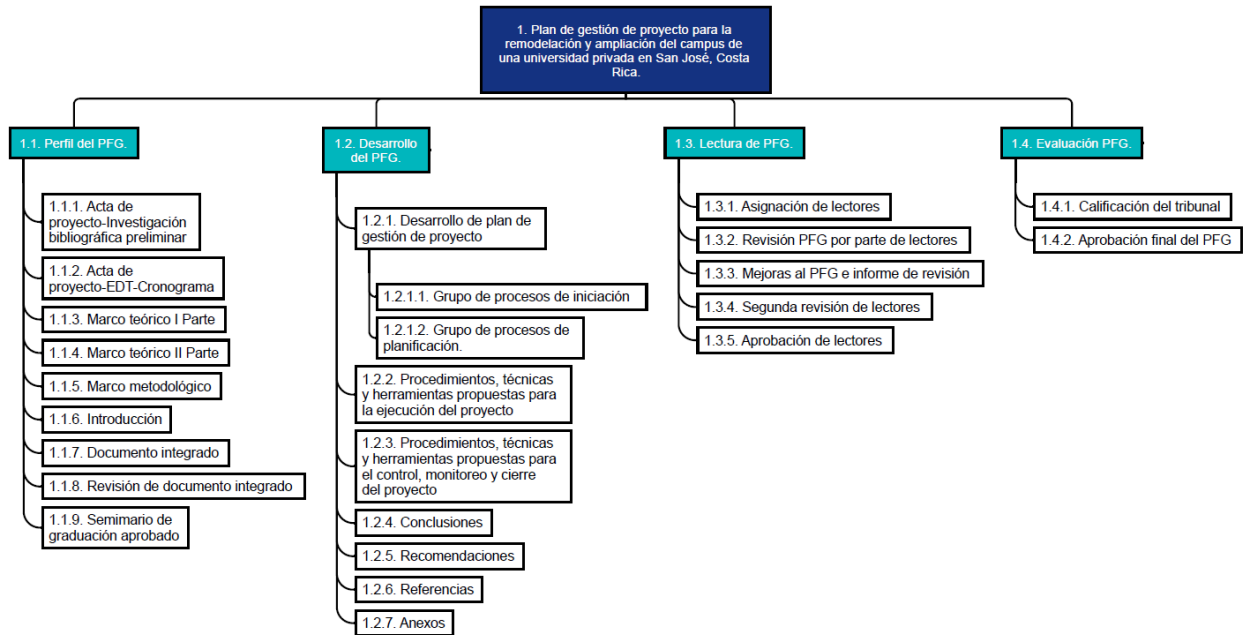 1. Plan de gestión de proyecto para la
remodelación y ampliación del campus de
una universidad privada en San José, Costa
Rica.
1.1. Perfil del PFG.
1.1.1. Acta de
proyecto-Investigación
bibliográfica preliminar
1.1.2. Acta de
proyecto-EDT-Cronograma
1.1.3. Marco teórico I Parte
1.1.4. Marco teórico II Parte
1.1.5. Marco metodológico
1.1.6. Introducción
1.1.7. Documento integrado
1.1.8. Revisión de documento integrado
1.1.9. Semimario de
graduación aprobado
1.2. Desarrollo
del PFG.
1.2.1. Desarrollo de plan de
gestión de proyecto
1.2.1.1. Grupo de procesos de iniciación
1.2.1.2. Grupo de procesos de
planificación.
1.2.2. Procedimientos, técnicas
y herramientas propuestas para
la ejecución del proyecto
1.2.3. Procedimientos, técnicas
y herramientas propuestas para
el control, monitoreo y cierre
del proyecto
1.2.4. Conclusiones
1.2.5. Recomendaciones
1.2.6. Referencias
1.2.7. Anexos
1.3. Lectura de PFG.
1.3.1. Asignación de lectores
1.3.2. Revisión PFG por parte de lectores
1.3.3. Mejoras al PFG e informe de revisión
1.3.4. Segunda revisión de lectores
1.3.5. Aprobación de lectores
1.4. Evaluación PFG.
1.4.1. Calificación del tribunal
1.4.2. Aprobación final del PFG